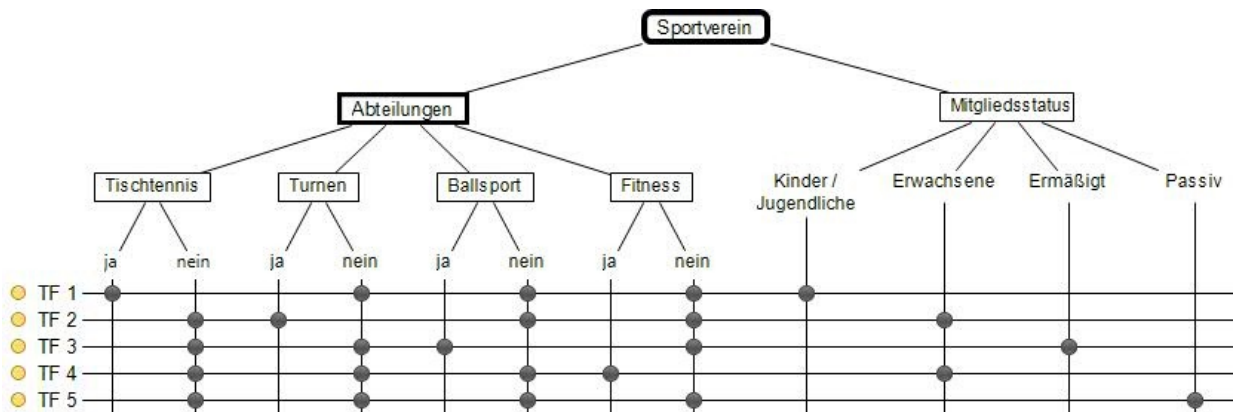 Sportverein
Abteilungen
Mitgliedsstatus
Tischtennis
Turnen
Ballsport
Fitness
Kinder /
Jugendliche
Erwachsene
Ermäßigt
Passiv
ja
nein
ja
nein
ja
nein
ja
nein
TF 1
TF 2
TF 3
TF 4
TF 5